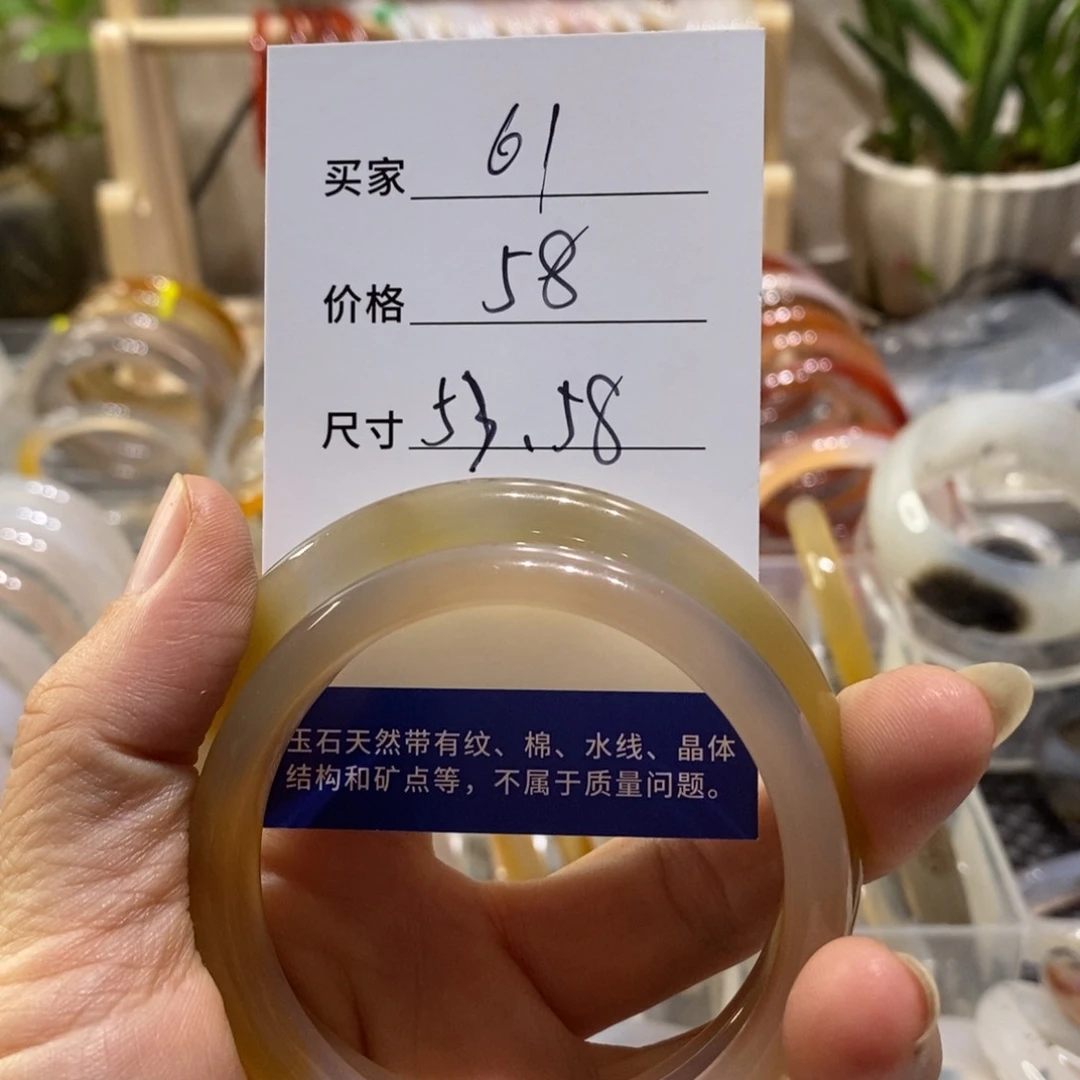 买家 61
价格 58
尺寸 53.58
玉石天然带有纹、棉、水线、晶体
结构和矿点等，不属于质量问题。